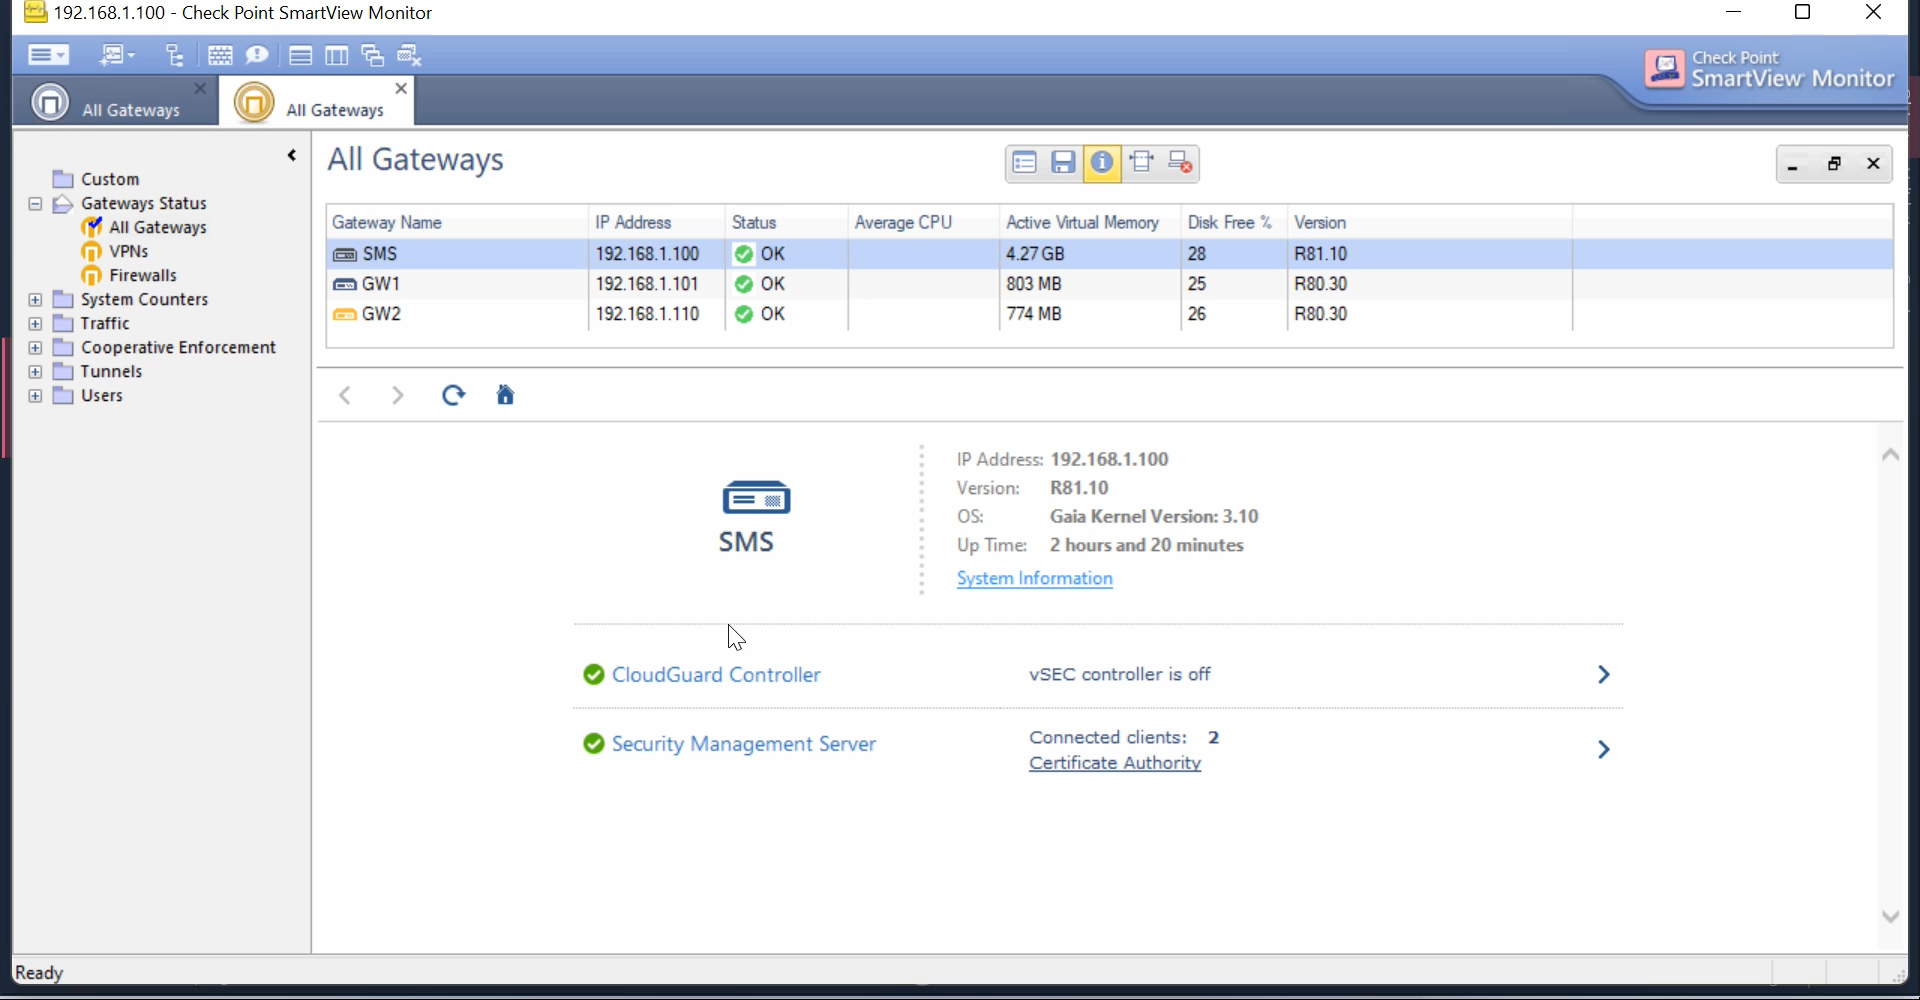 192.168.1.100 - Check Point SmartView Monitor
Check Point
SmartView Monitor
All Gateways
All Gateways
Custom
Gateways Status
All Gateways
VPNs
Firewalls
System Counters
Traffic
Cooperative Enforcement
Tunnels
Users
All Gateways
Gateway Name IP Address Status Average CPU Active Virtual Memory Disk Free % Version
SMS 192.168.1.100 OK 4.27 GB 28 R81.10
GW1 192.168.1.101 OK 803 MB 25 R80.30
GW2 192.168.1.110 OK 774 MB 26 R80.30
SMS
IP Address: 192.168.1.100
Version: R81.10
OS: Gaia Kernel Version: 3.10
Up Time: 2 hours and 20 minutes
System Information
CloudGuard Controller vSEC controller is off
Security Management Server Connected clients: 2
Certificate Authority
Ready